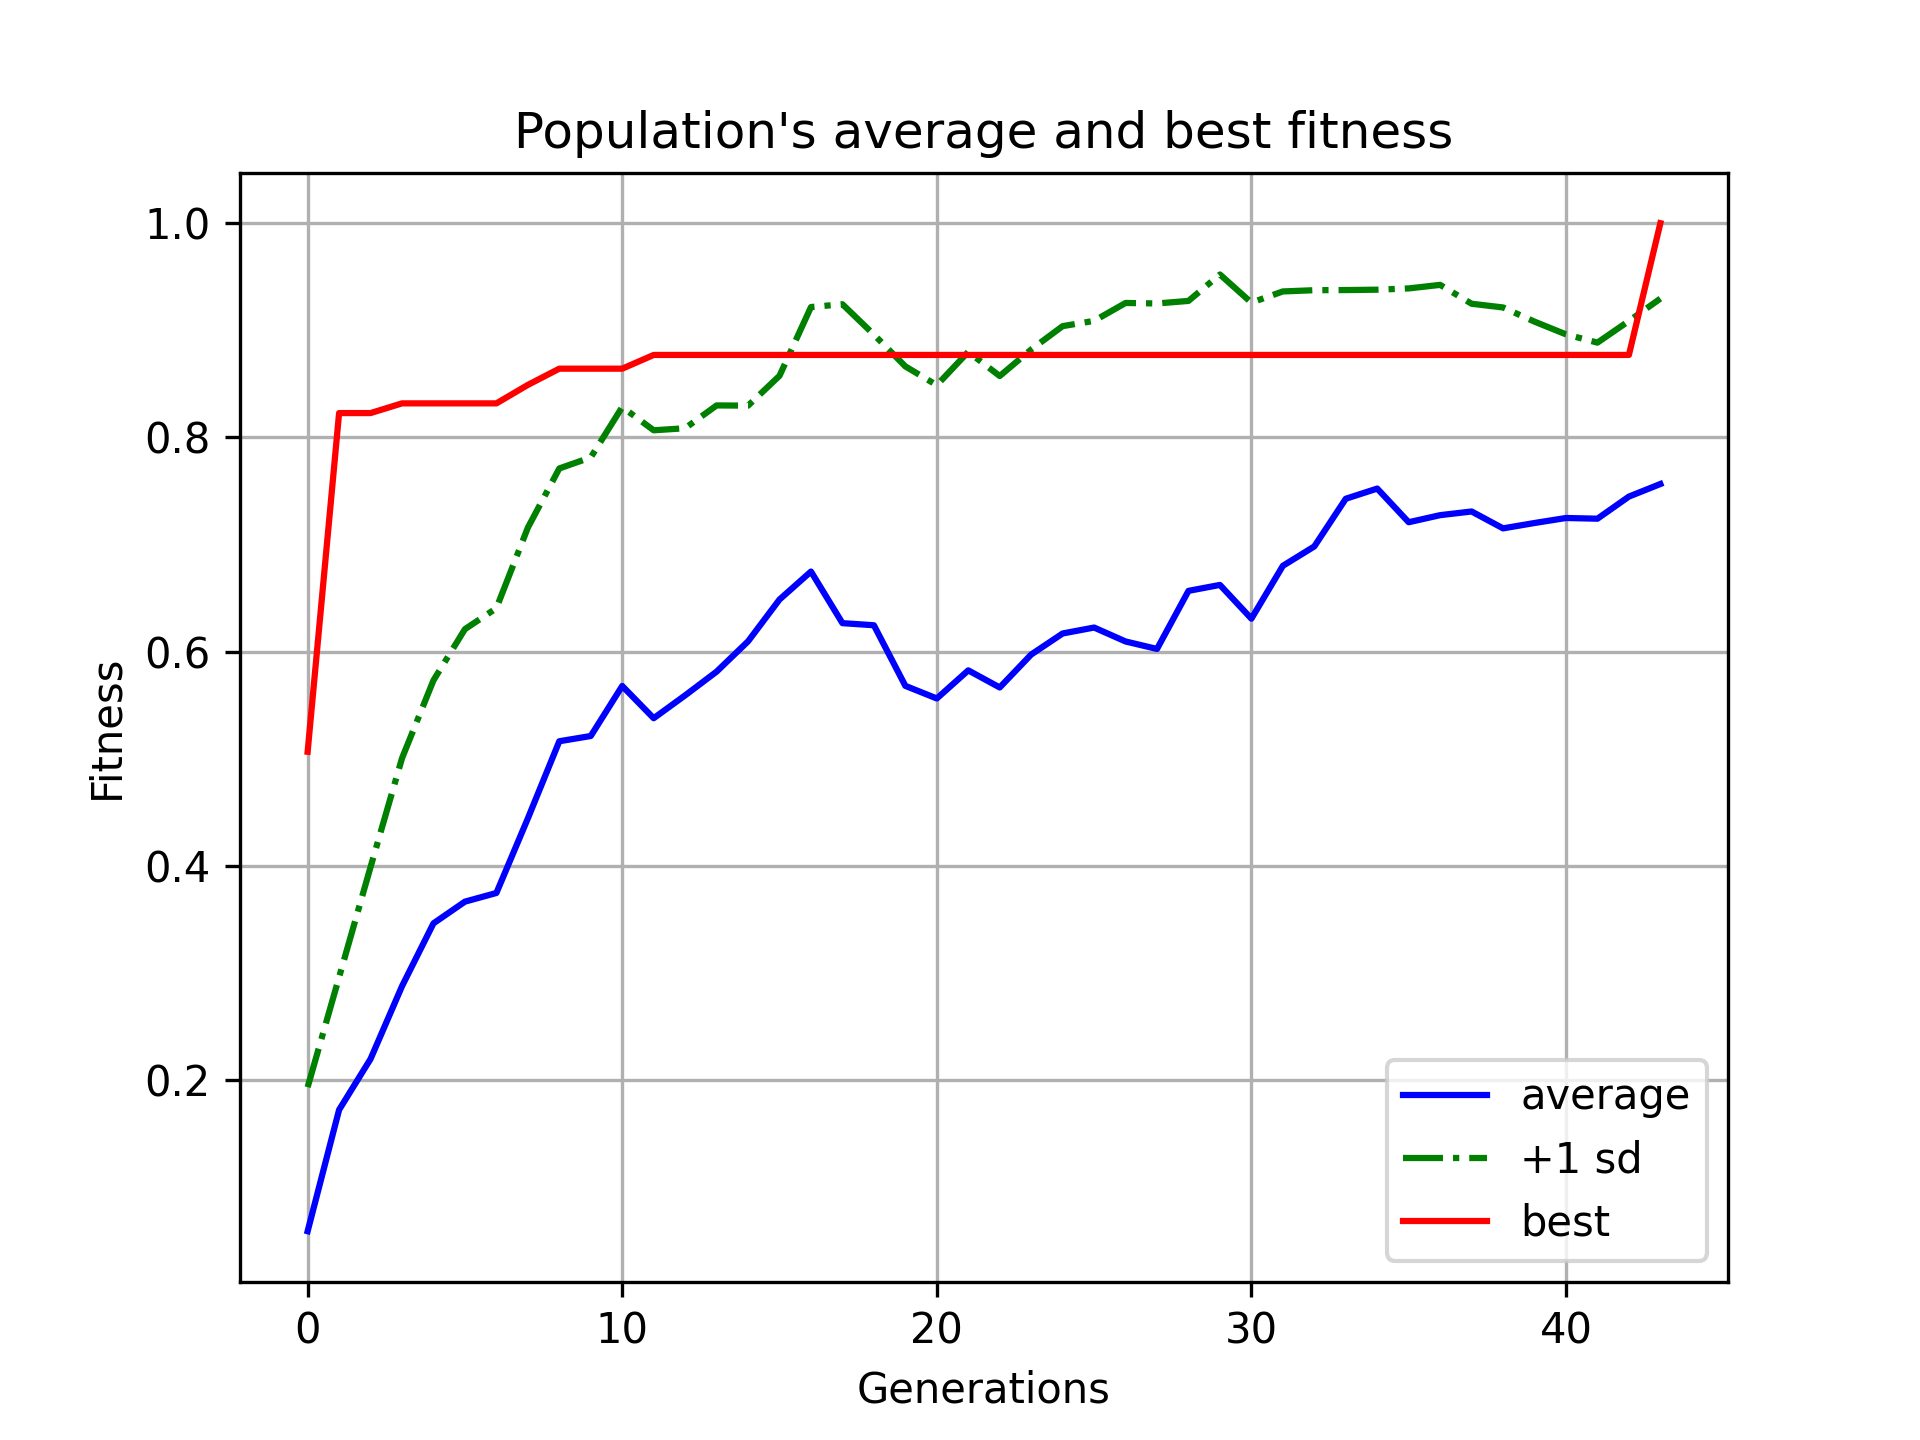 Population's average and best fitness
1.0
0.8
0.6
0.4
0.2
Fitness
0 10 20 30 40
Generations
average
+1 sd
best